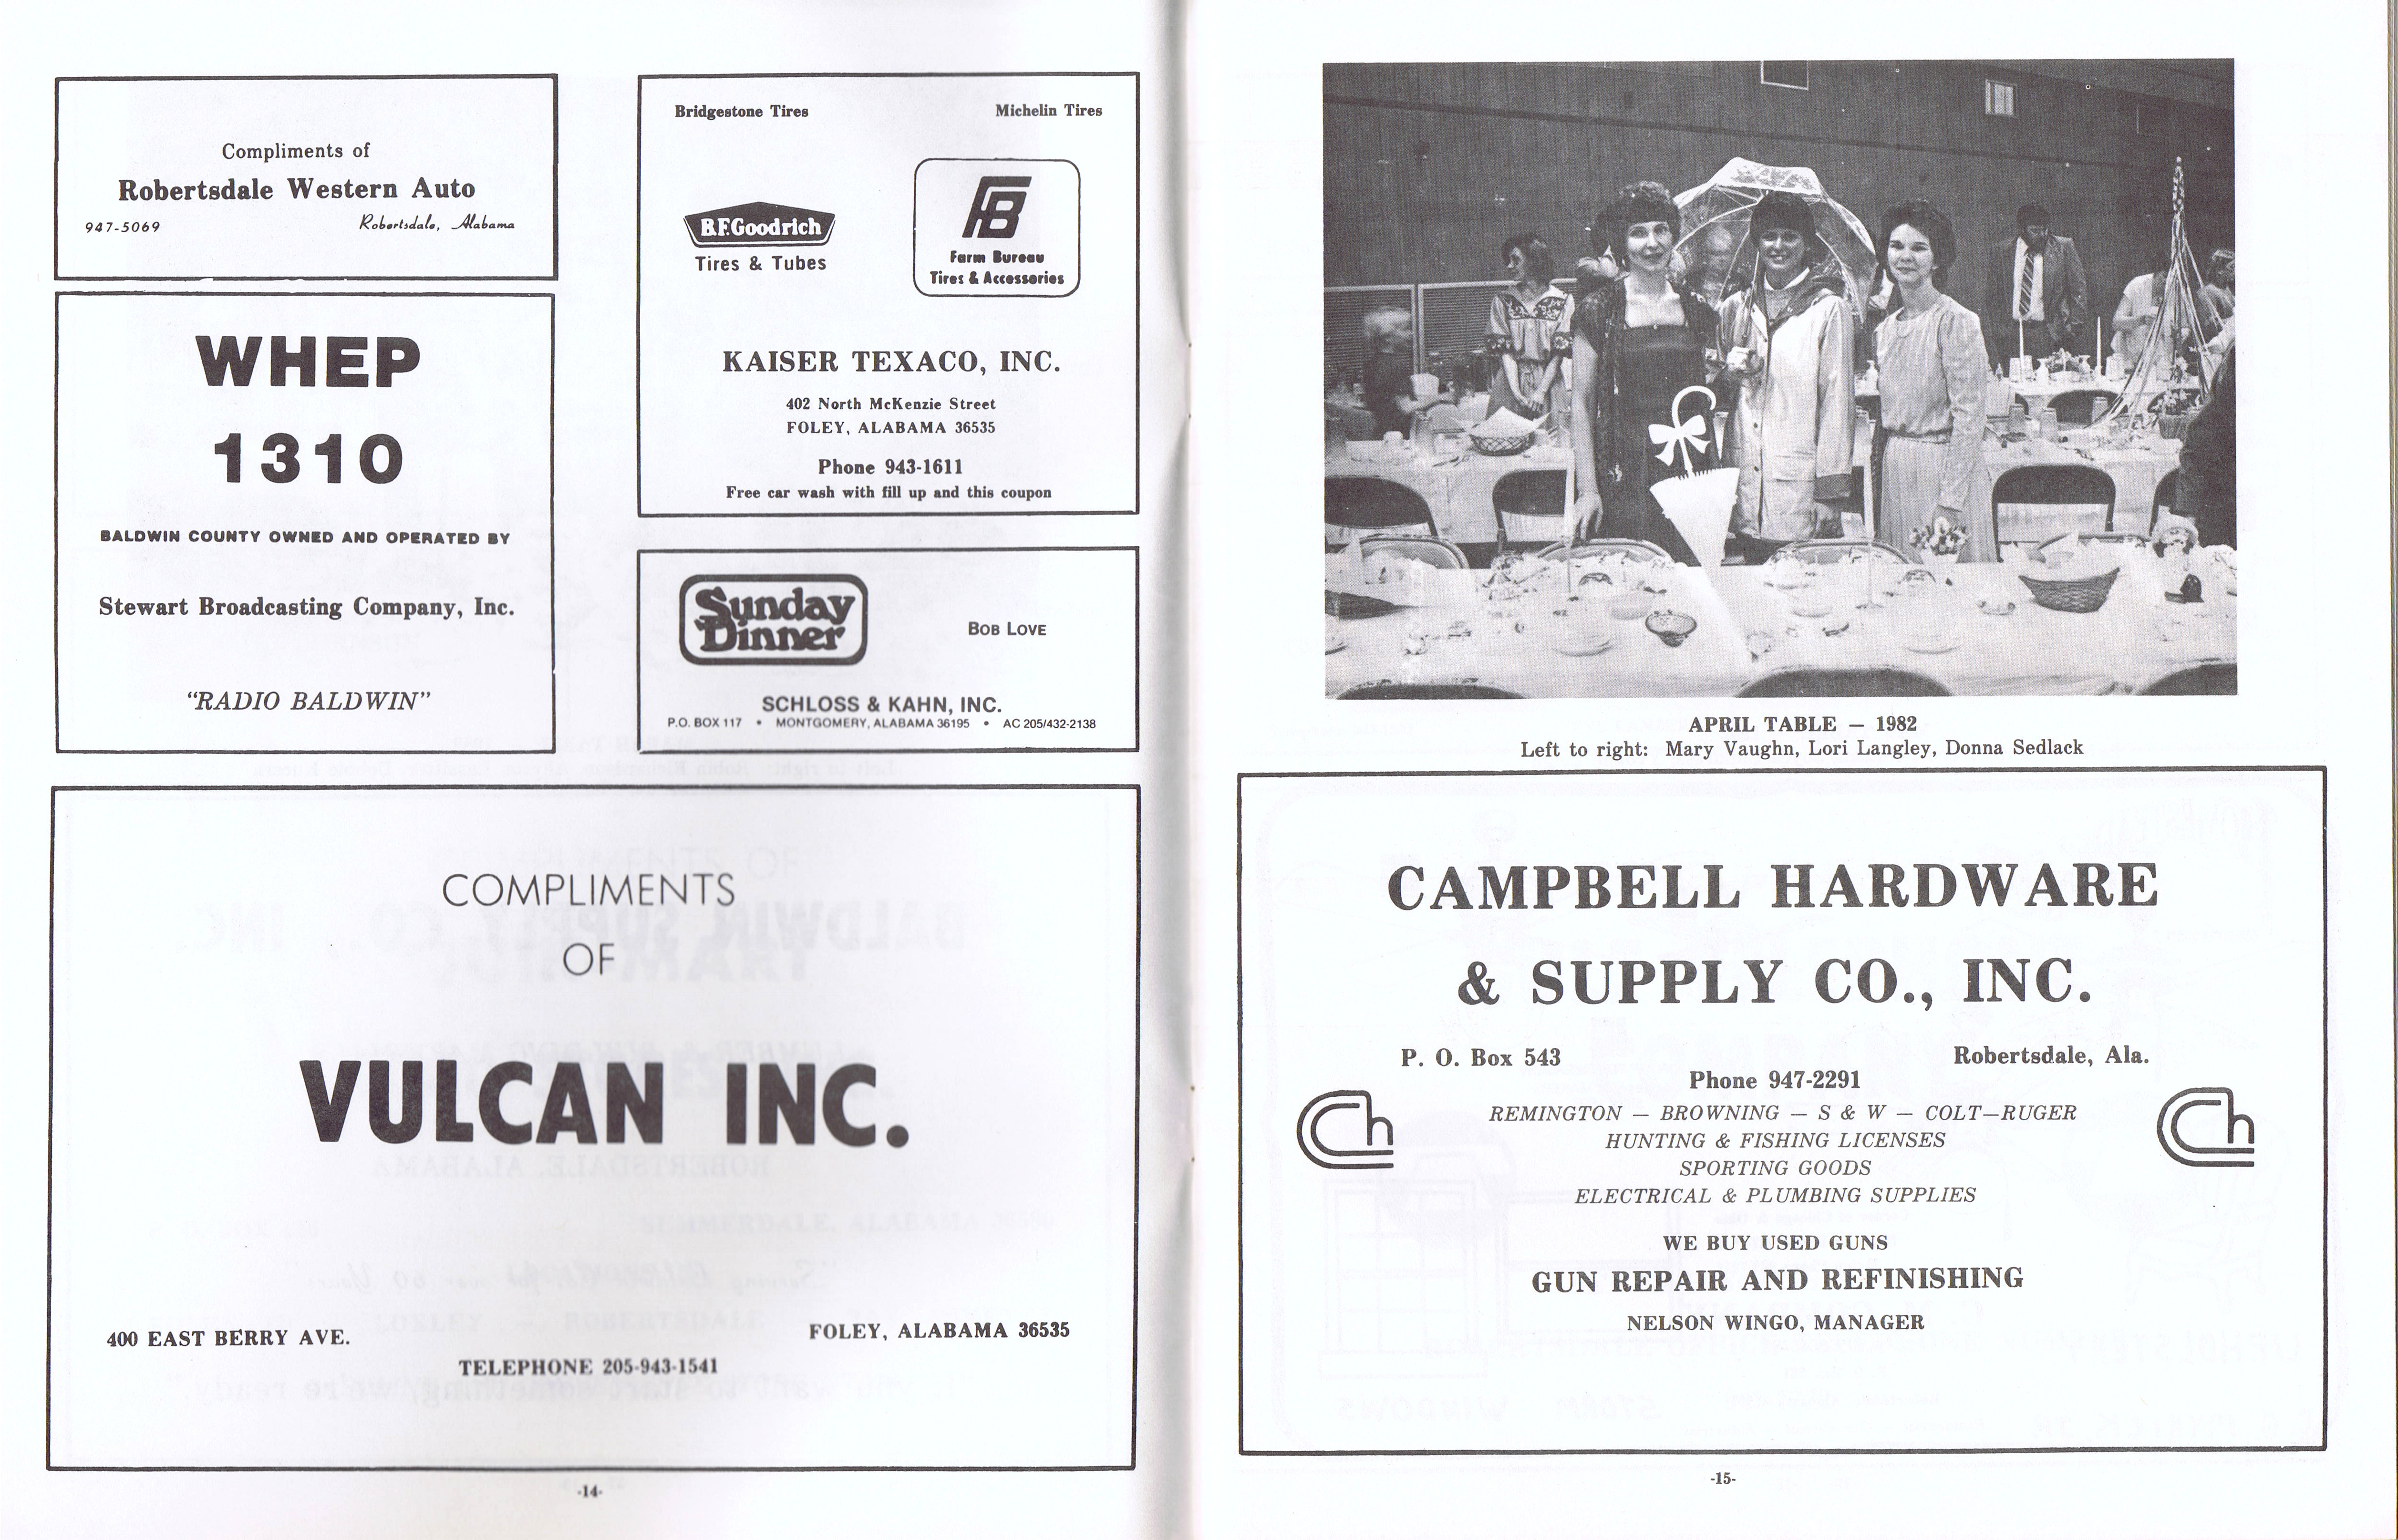 Compliments of
Robertsdale Western Auto
947-5069 Robertsdale, Alabama
WHEP
1310
BALDWIN COUNTY OWNED AND OPERATED BY
Stewart Broadcasting Company, Inc.
“RADIO BALDWIN”
Bridgestone Tires Michelin Tires
B.F.Goodrich
Tires & Tubes
FB
Farm Bureau
Tires & Accessories
KAISER TEXACO, INC.
402 North McKenzie Street
FOLEY, ALABAMA 36535
Phone 943-1611
Free car wash with fill up and this coupon
Sunday
Dinner
BOB LOVE
SCHLOSS & KAHN, INC.
P.O. BOX 117 • MONTGOMERY, ALABAMA 36195 • AC 205/432-2138
COMPLIMENTS
OF
VULCAN INC.
400 EAST BERRY AVE. FOLEY, ALABAMA 36535
TELEPHONE 205-943-1541
-14-
APRIL TABLE — 1982
Left to right: Mary Vaughn, Lori Langley, Donna Sedlack
CAMPBELL HARDWARE
& SUPPLY CO., INC.
P. O. Box 543 Robertsdale, Ala.
Phone 947-2291
Ch Ch
REMINGTON — BROWNING — S & W — COLT—RUGER
HUNTING & FISHING LICENSES
SPORTING GOODS
ELECTRICAL & PLUMBING SUPPLIES
WE BUY USED GUNS
GUN REPAIR AND REFINISHING
NELSON WINGO, MANAGER
-15-